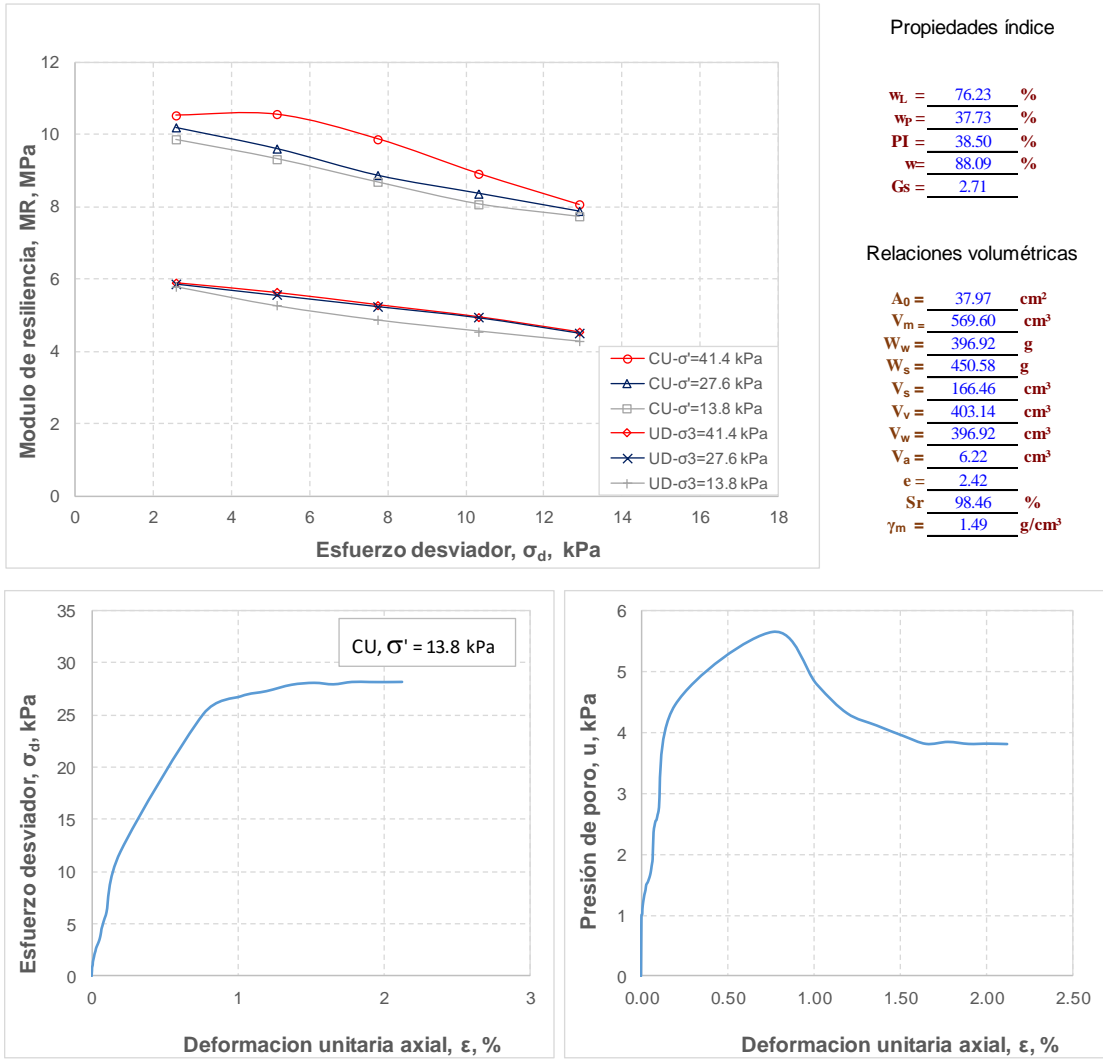 Modulo de resiliencia, MR, MPa
16
14
12
10
8
6
4
2
0
0 2 4 6 8 10 12 14 16 18
Esfuerzo desviador, σd, kPa
CU-σ'=41.4 kPa
CU-σ'=27.6 kPa
CU-σ'=13.8 kPa
UD-σ3=41.4 kPa
UD-σ3=27.6 kPa
UD-σ3=13.8 kPa
Propiedades índice
wL = 76.23 %
wP = 37.73 %
PI = 38.50 %
w= 88.09 %
Gs = 2.71
Relaciones volumétricas
A0 = 37.97 cm²
Vm = 569.60 cm³
Ww = 396.92 g
Ws = 450.58 g
Vs = 166.46 cm³
Vv = 403.14 cm³
Vw = 396.92 cm³
Va = 6.22 cm³
e = 2.42
Sr 98.46 %
γm = 1.49 g/cm³
Esfuerzo desviador, σd, kPa
35
30
25
20
15
10
5
0
0 1 2 3
CU, σ' = 13.8 kPa
Deformacion unitaria axial, ε, %
Presión de poro, u, kPa
6
5
4
3
2
1
0
0.00 0.50 1.00 1.50 2.00 2.50
Deformacion unitaria axial, ε, %